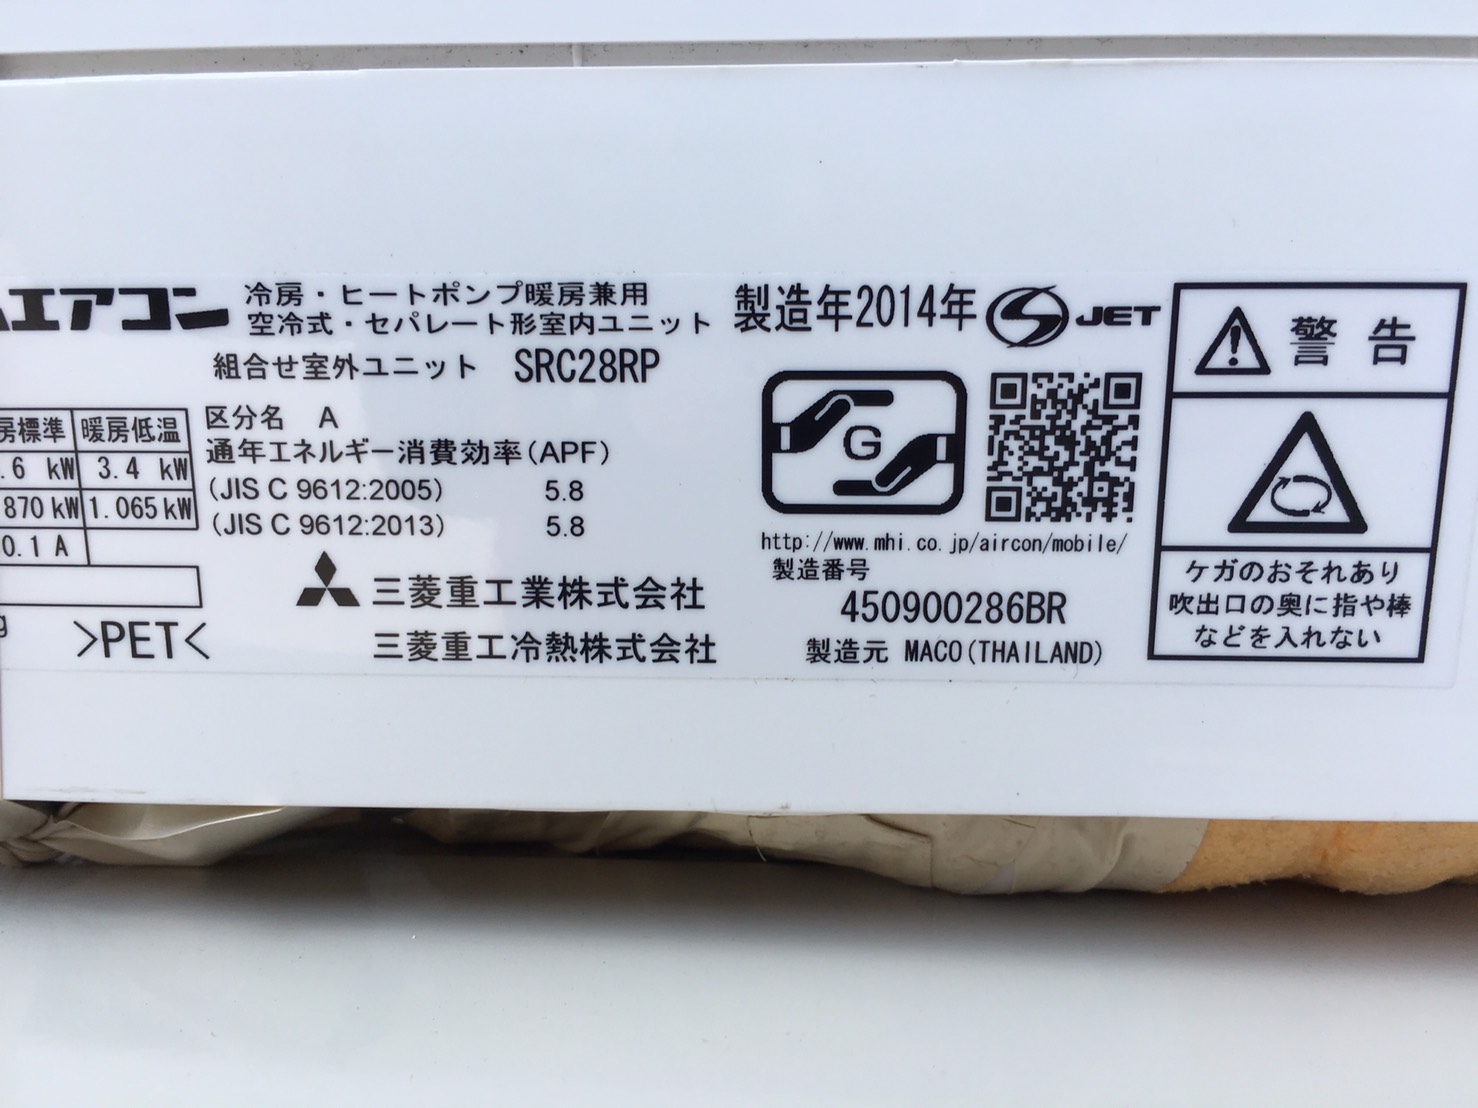 エアコン
冷房・ヒートポンプ暖房兼用
空冷式・セパレート形室内ユニット
組合せ室外ユニット SRC28RP
房標準 暖房低温
.6 kW 3.4 kW
870 kW 1.065 kW
0.1 A
g
>PET<
区分名 A
通年エネルギー消費効率(APF)
(JIS C 9612:2005) 5.8
(JIS C 9612:2013) 5.8
三菱重工業株式会社
三菱重工冷熱株式会社
製造年2014年
JET
G
http://www.mhi.co.jp/aircon/mobile/
製造番号
450900286BR
製造元 MACO(THAILAND)
警告
ケガのおそれあり
吹出口の奥に指や棒
などを入れない